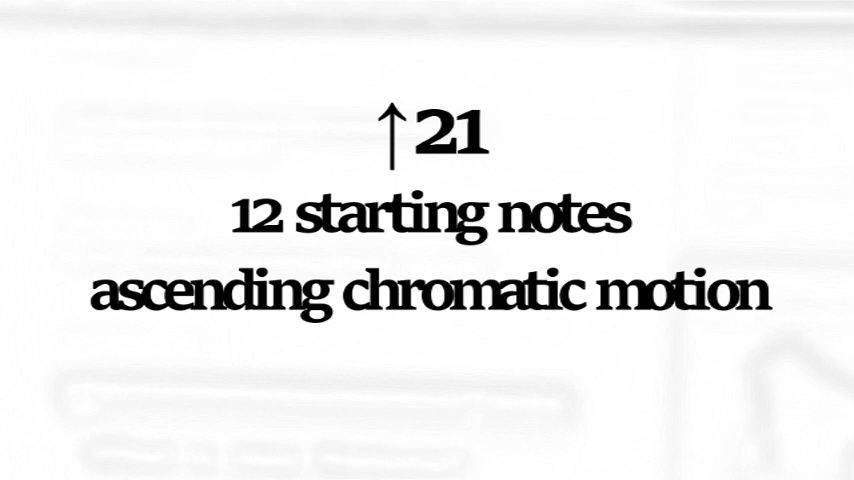 ↑21
12 starting notes
ascending chromatic motion